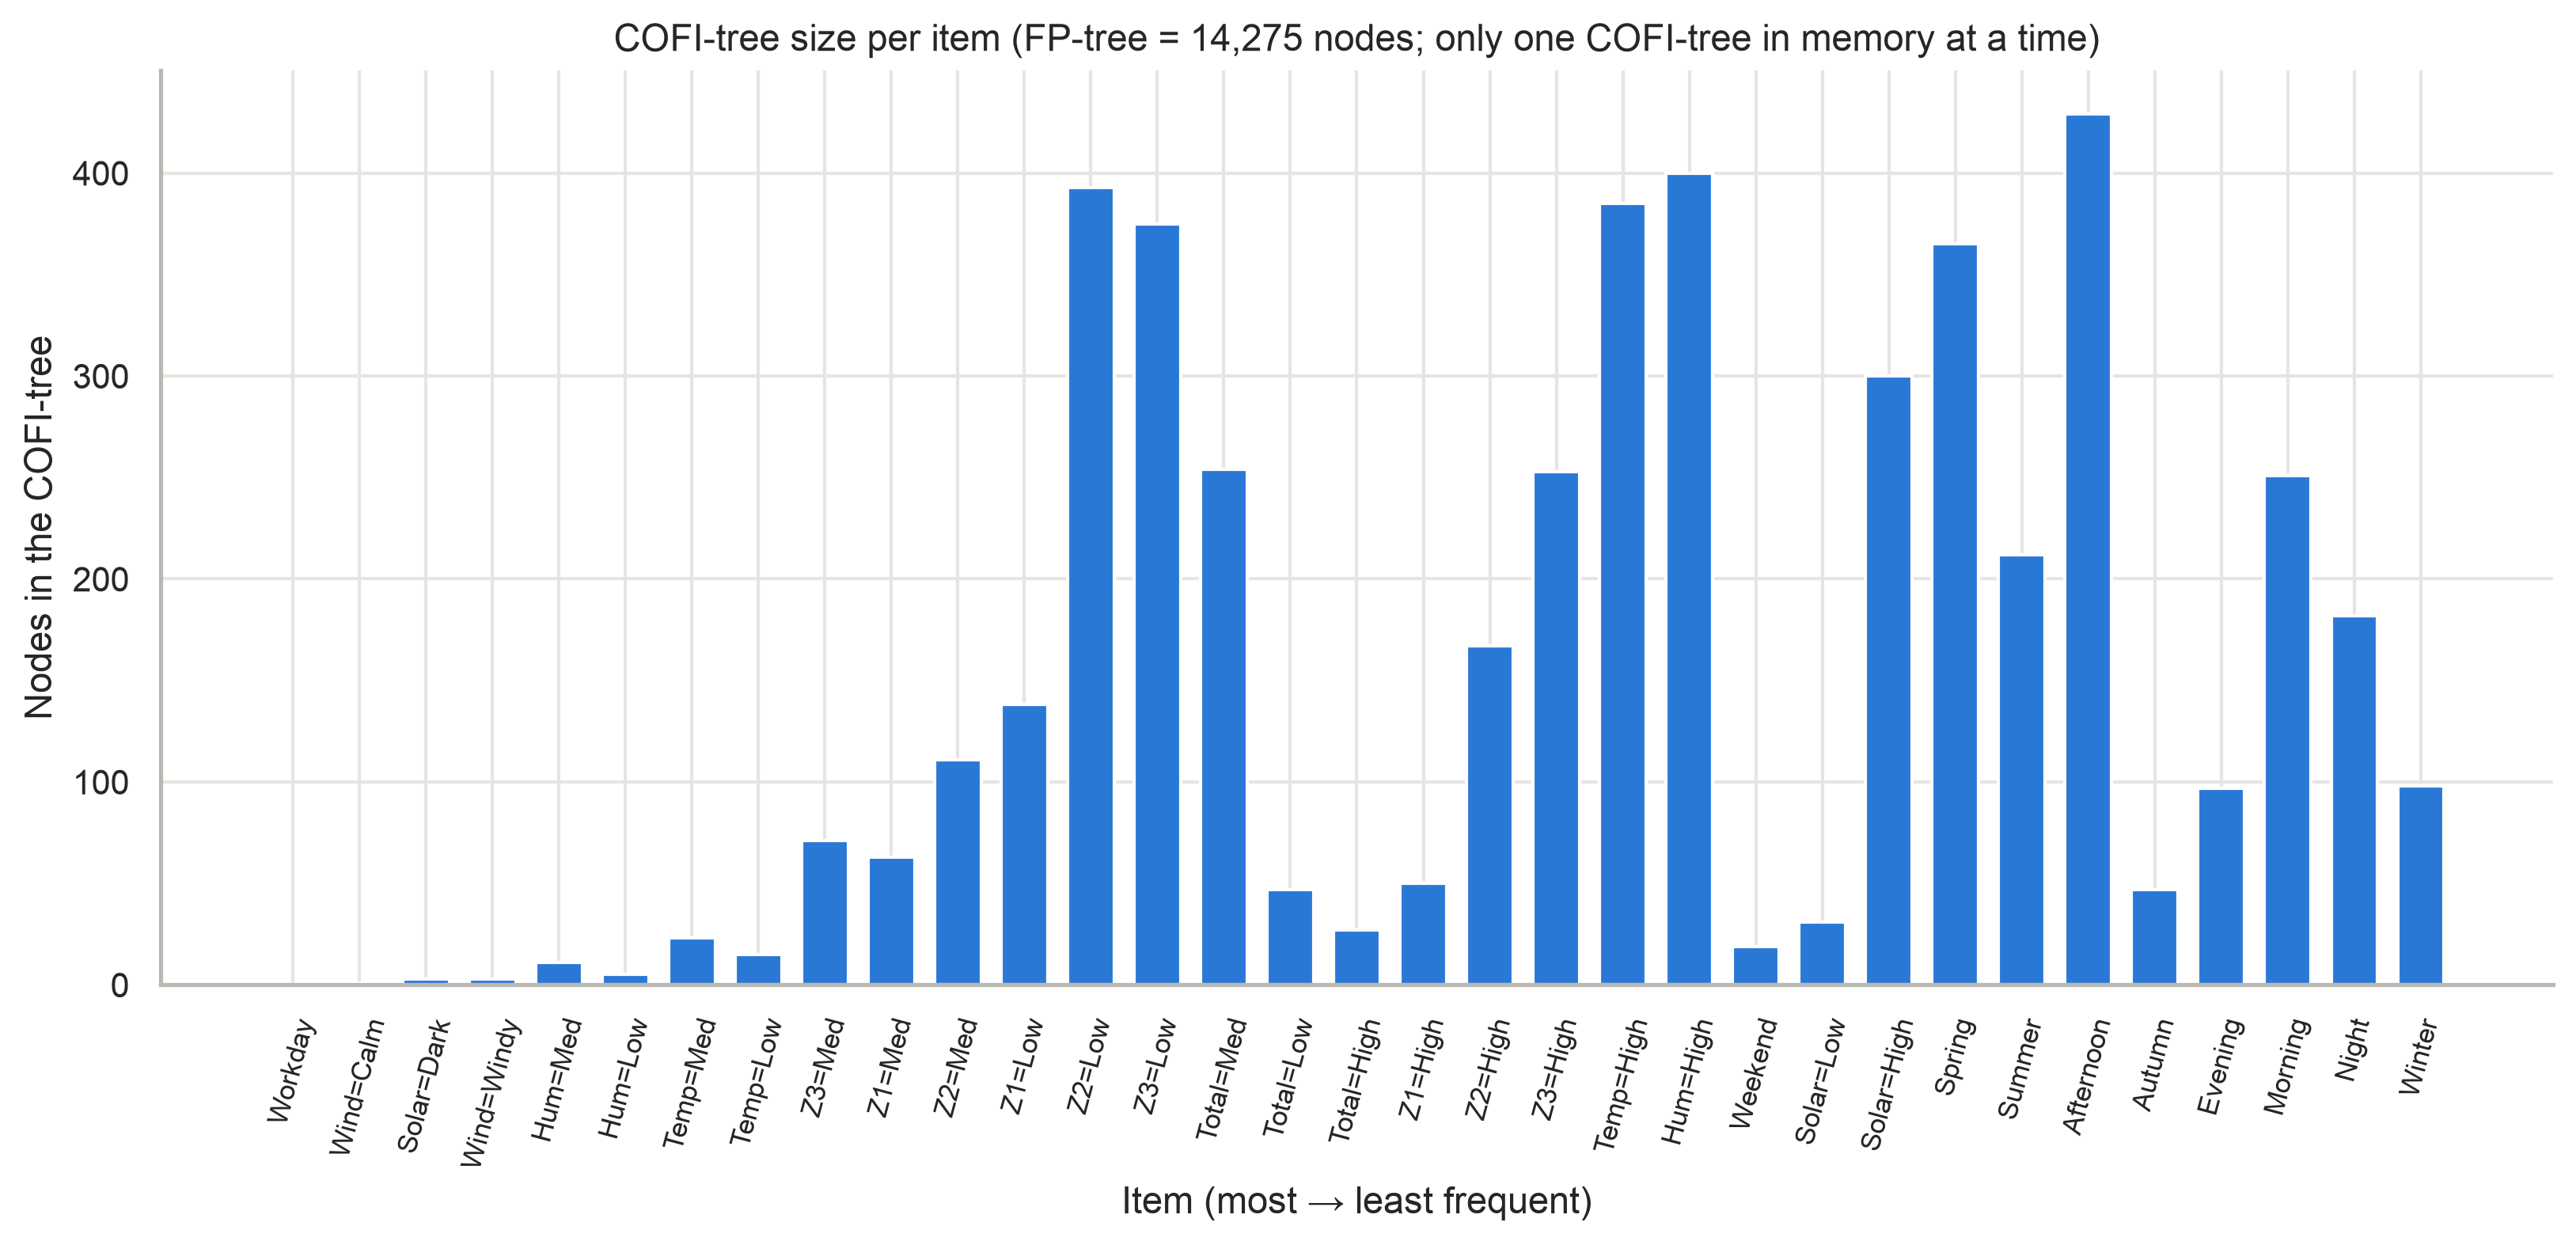 COFI-tree size per item (FP-tree = 14,275 nodes; only one COFI-tree in memory at a time)
Nodes in the COFI-tree
400
300
200
100
0
Workday
Wind=Calm
Solar=Dark
Wind=Windy
Hum=Med
Hum=Low
Temp=Med
Temp=Low
Z3=Med
Z1=Med
Z2=Med
Z1=Low
Z2=Low
Z3=Low
Total=Med
Total=Low
Total=High
Z1=High
Z2=High
Z3=High
Temp=High
Hum=High
Weekend
Solar=Low
Solar=High
Spring
Summer
Afternoon
Autumn
Evening
Morning
Night
Winter
Item (most → least frequent)